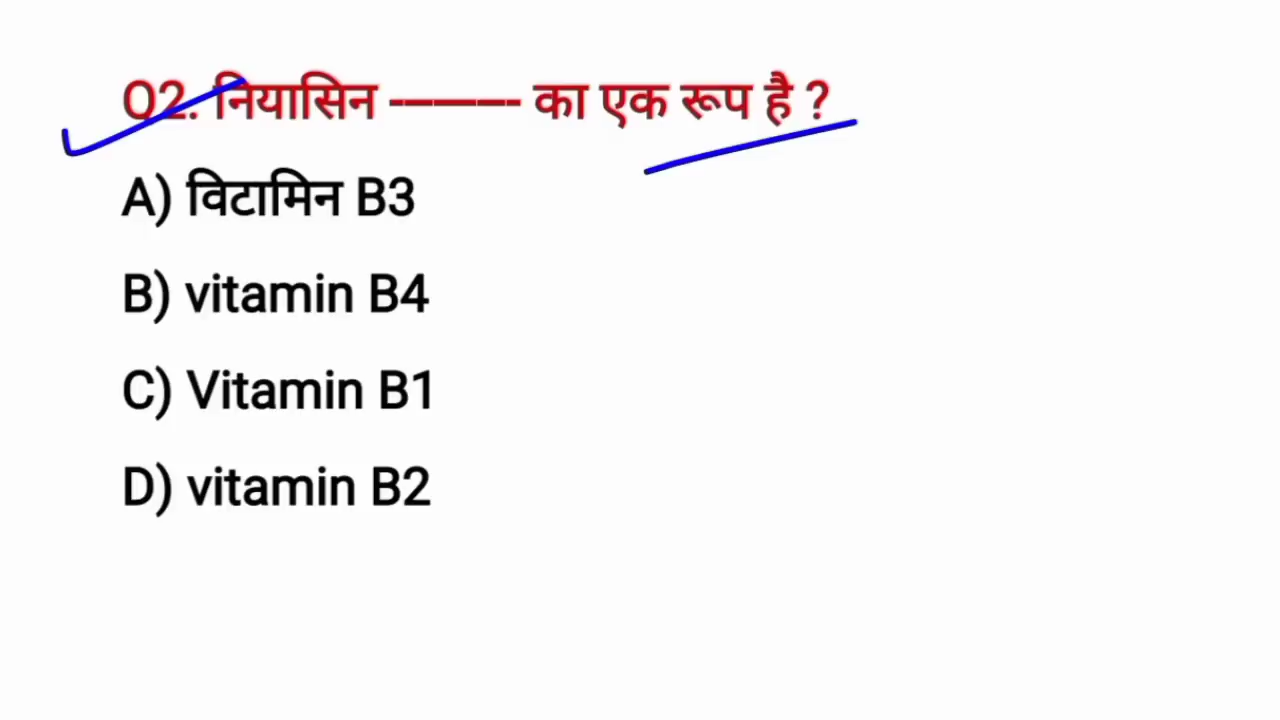 Q2. नियासिन --------- का एक रूप है ?
A) विटामिन B3
B) vitamin B4
C) Vitamin B1
D) vitamin B2